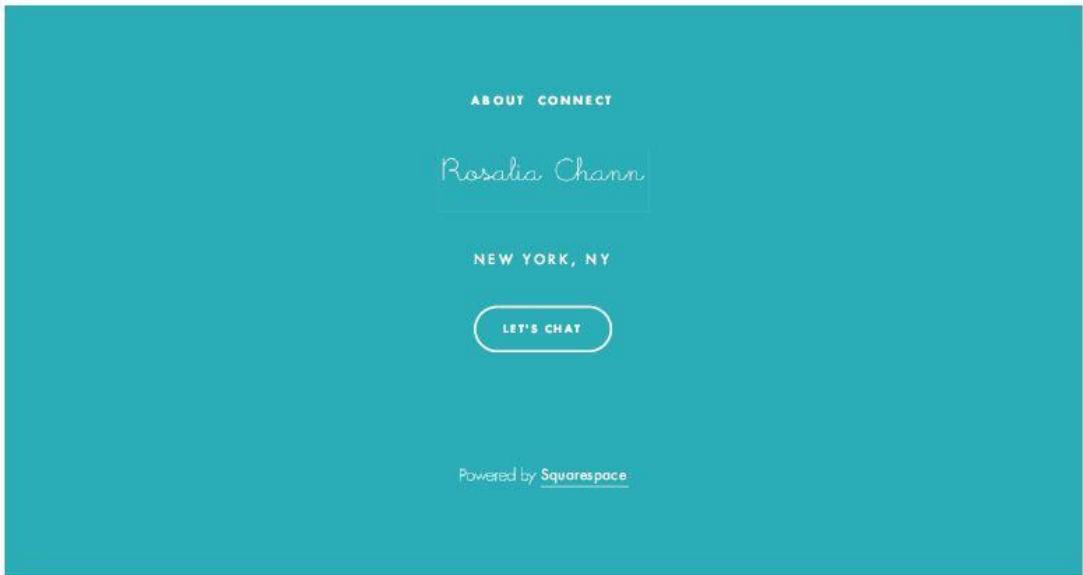 ABOUT CONNECT
Rosalia Chann
NEW YORK, NY
LET'S CHAT
Powered by Squarespace